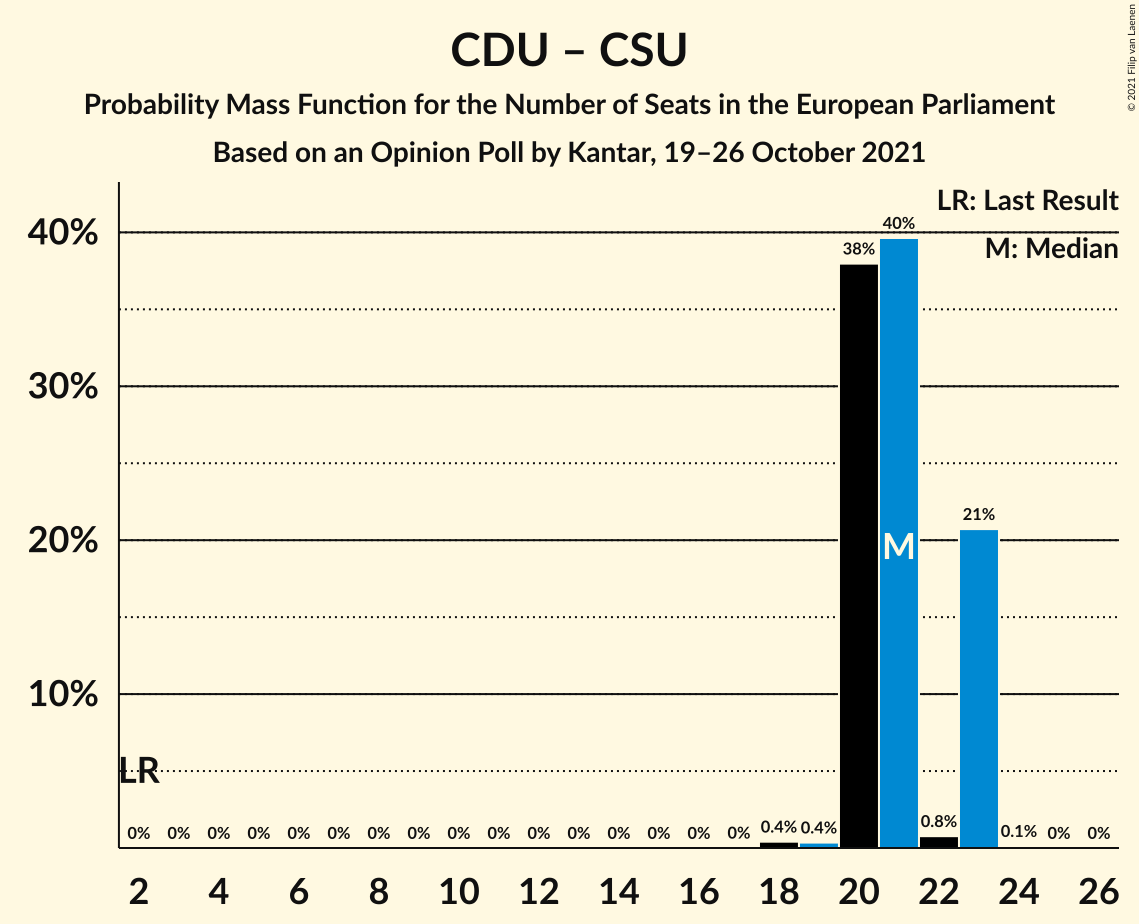 CDU – CSU
Probability Mass Function for the Number of Seats in the European Parliament
Based on an Opinion Poll by Kantar, 19–26 October 2021
© 2021 Filip van Laenen
LR: Last Result
M: Median
40%
30%
20%
10%
LR
M
0% 0% 0% 0% 0% 0% 0% 0% 0% 0% 0% 0% 0% 0% 0% 0% 0.4% 0.4% 38% 40% 0.8% 21% 0.1% 0% 0%
2 4 6 8 10 12 14 16 18 20 22 24 26